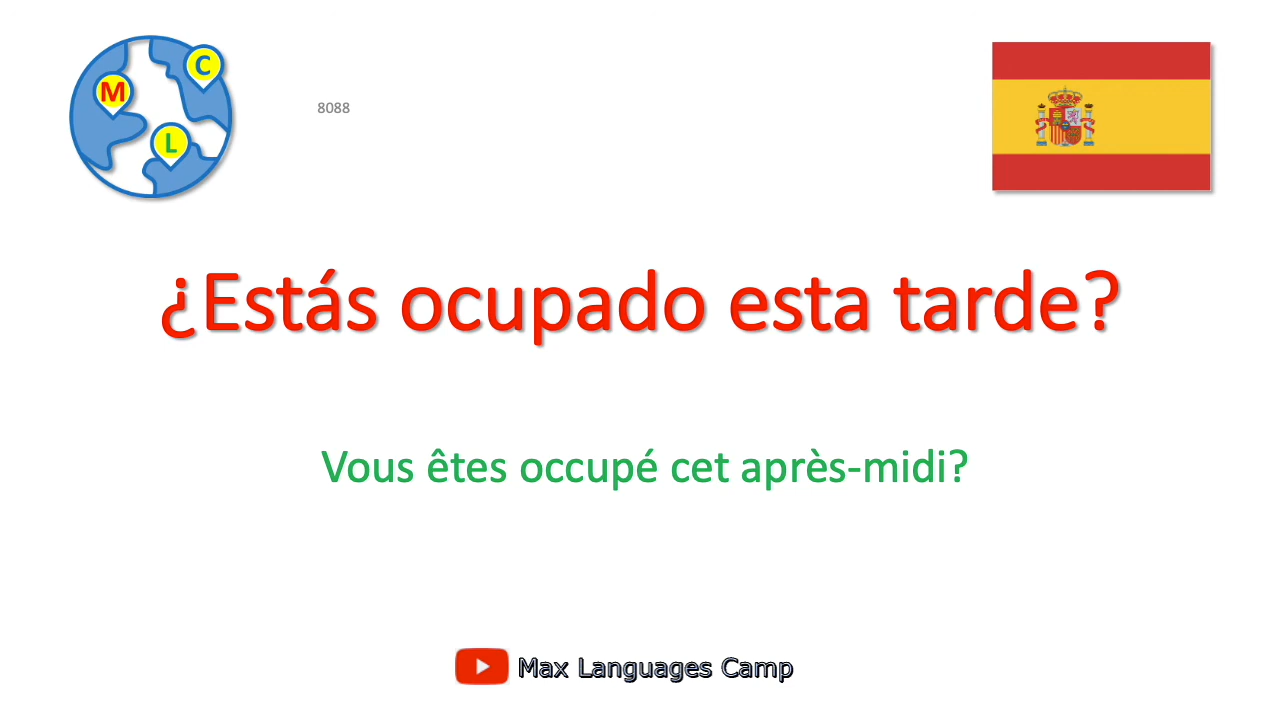 C
M
L
8088
¿Estás ocupado esta tarde?
Vous êtes occupé cet après-midi?
Max Languages Camp